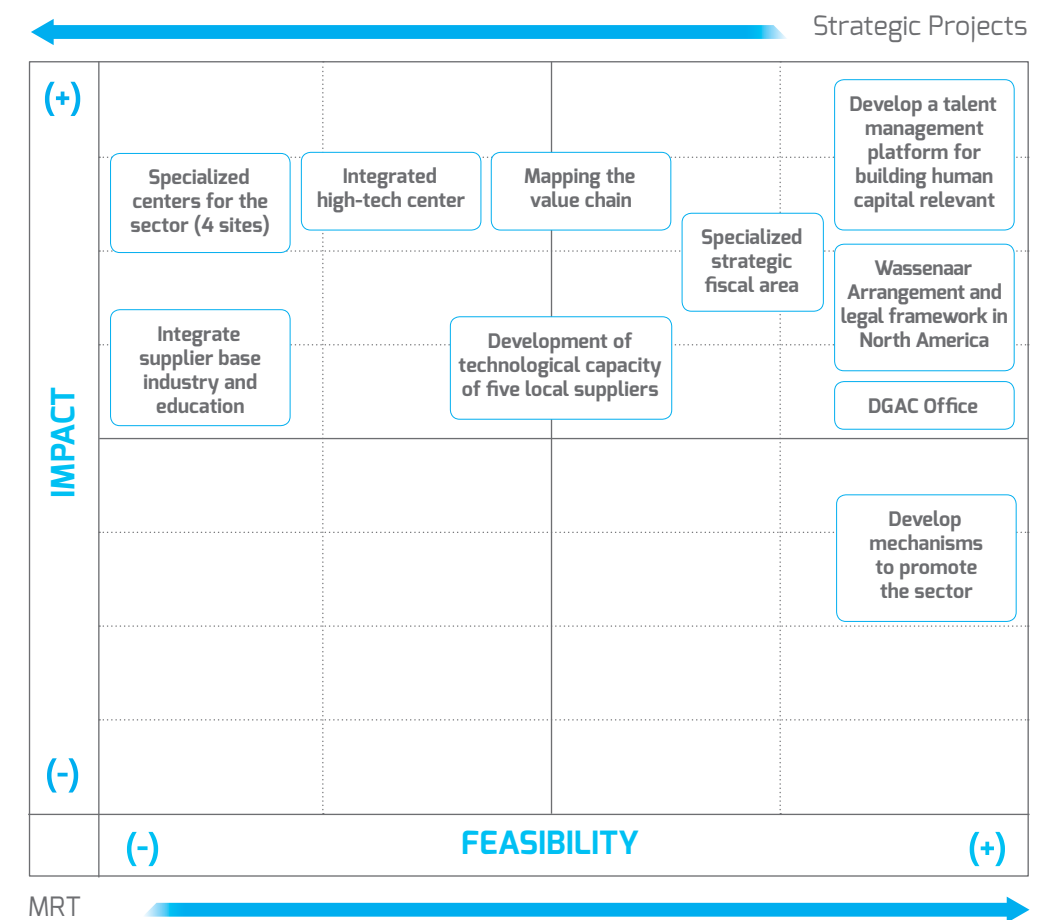 Strategic Projects
(+)
Develop a talent
management
platform for
building human
capital relevant
Specialized
centers for the
sector (4 sites)
Integrated
high-tech center
Mapping the
value chain
Specialized
strategic
fiscal area
Wassenaar
Arrangement and
legal framework in
North America
Integrate
supplier base
industry and
education
Development of
technological capacity
of five local suppliers
DGAC Office
IMPACT
Develop
mechanisms
to promote
the sector
(-)
(-)
FEASIBILITY
(+)
MRT